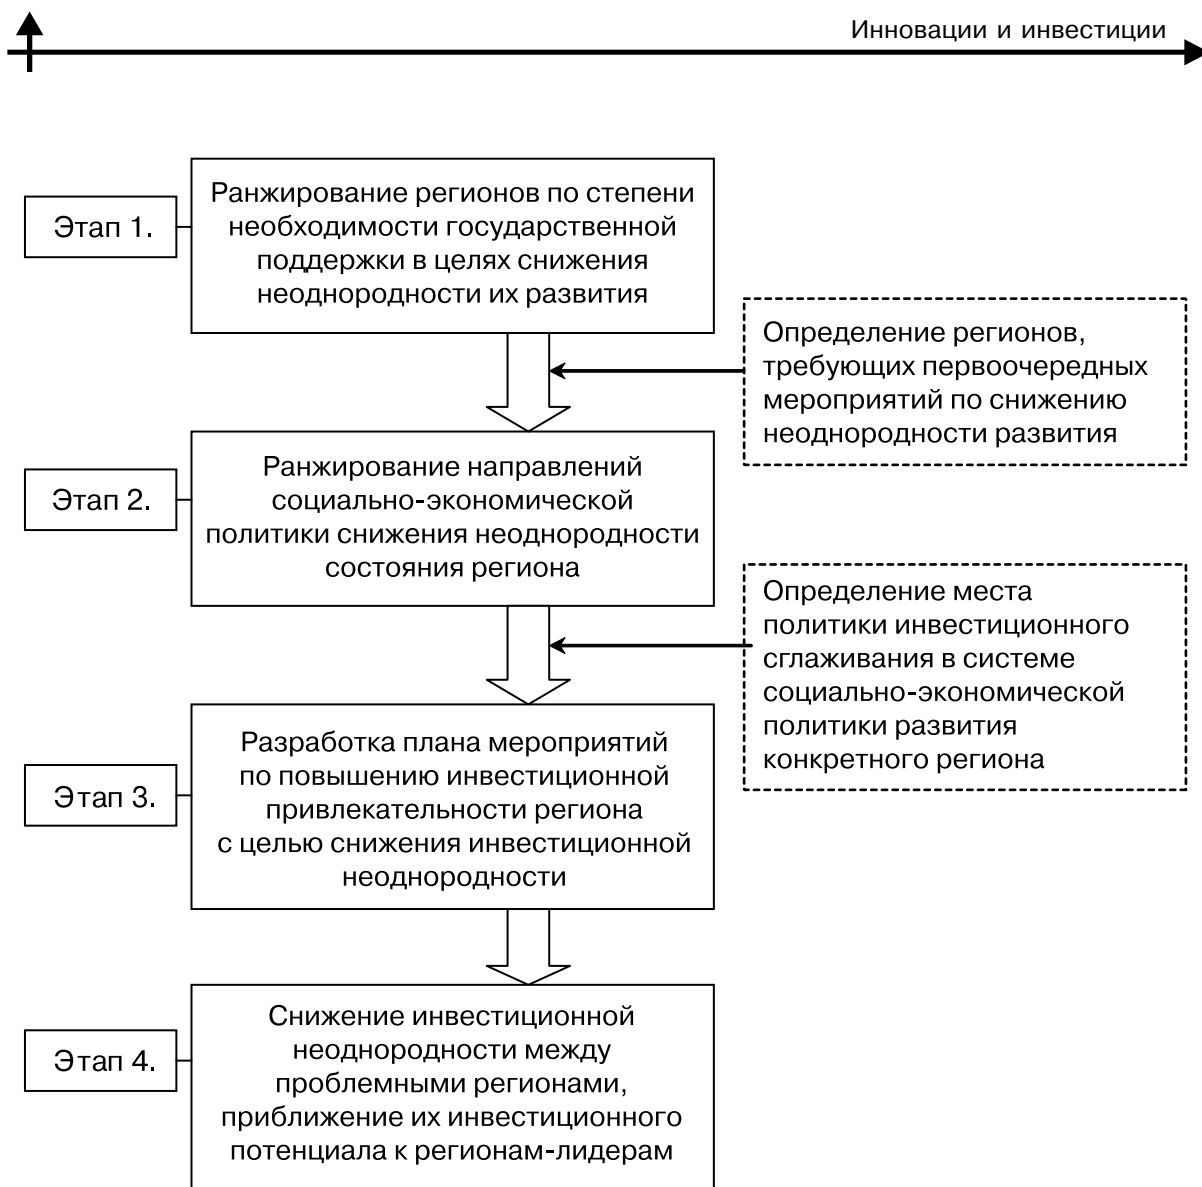 Инновации и инвестиции
Этап 1.
Ранжирование регионов по степени
необходимости государственной
поддержки в целях снижения
неоднородности их развития
Определение регионов,
требующих первоочередных
мероприятий по снижению
неоднородности развития
Этап 2.
Ранжирование направлений
социально-экономической
политики снижения неоднородности
состояния региона
Определение места
политики инвестиционного
сглаживания в системе
социально-экономической
политики развития
конкретного региона
Этап 3.
Разработка плана мероприятий
по повышению инвестиционной
привлекательности региона
с целью снижения инвестиционной
неоднородности
Этап 4.
Снижение инвестиционной
неоднородности между
проблемными регионами,
приближение их инвестиционного
потенциала к регионам-лидерам